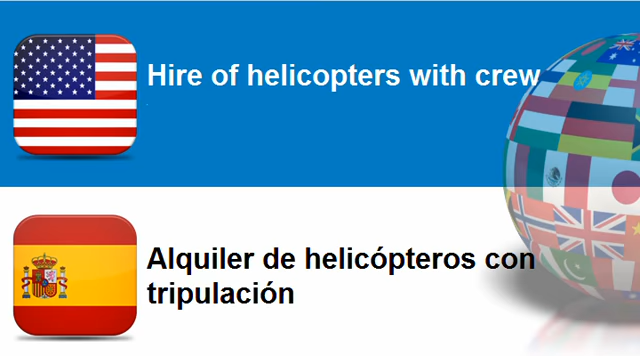 Hire of helicopters with crew
Alquiler de helicópteros con
tripulación